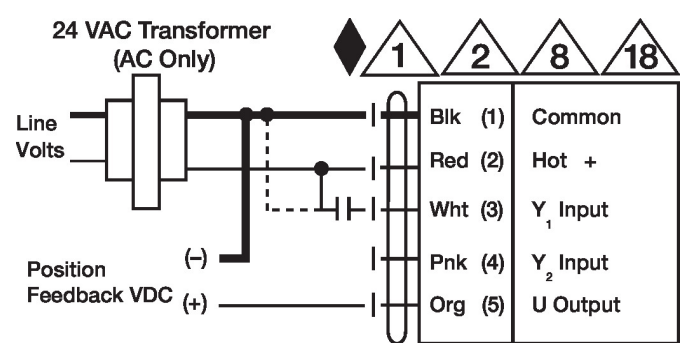 24 VAC Transformer
(AC Only)
1 2 8 18
Line
Volts
Blk (1) Common
Red (2) Hot +
Wht (3) Y1 Input
Pnk (4) Y2 Input
Org (5) U Output
Position
Feedback VDC
(–)
(+)